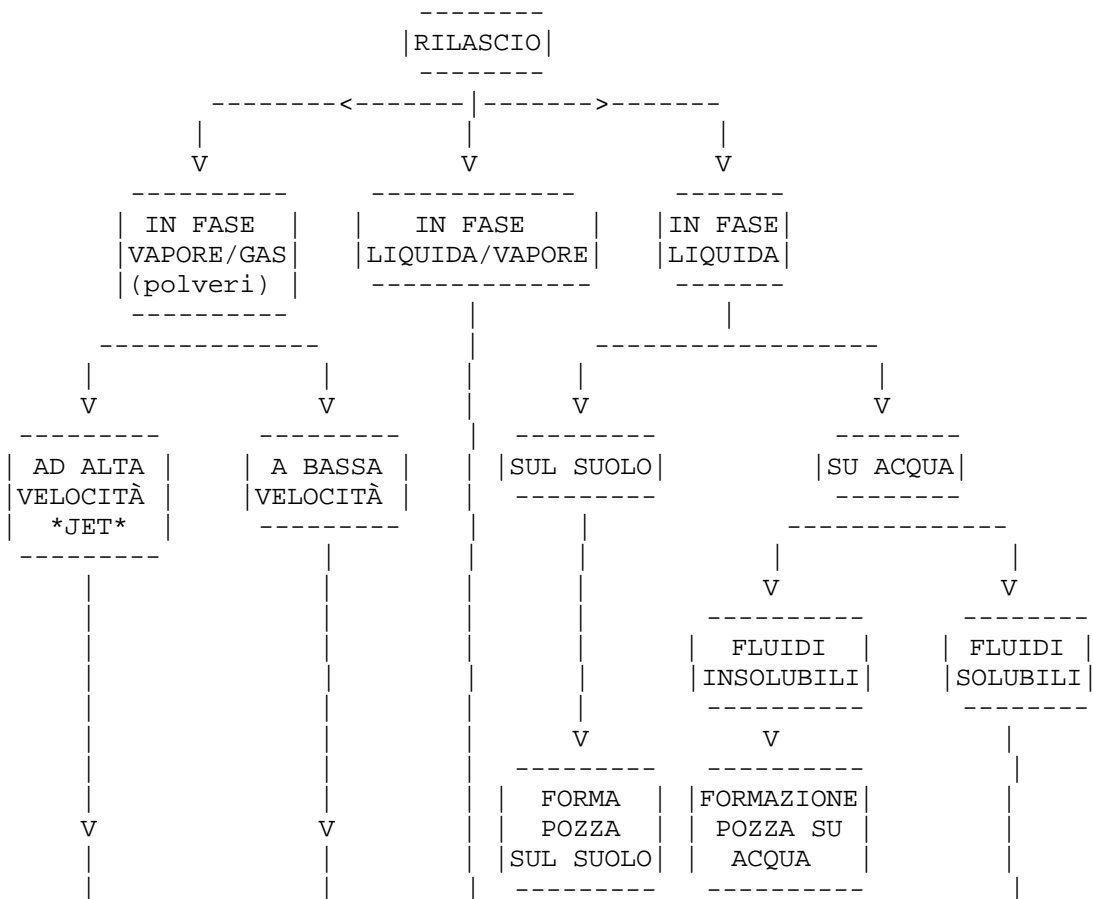 RILASCIO
IN FASE
VAPORE/GAS
(polveri)
IN FASE
LIQUIDA/VAPORE
IN FASE
LIQUIDA
AD ALTA
VELOCITÀ
*JET*
A BASSA
VELOCITÀ
SUL SUOLO
SU ACQUA
FLUIDI
INSOLUBILI
FLUIDI
SOLUBILI
FORMA
POZZA
SUL SUOLO
FORMAZIONE
POZZA SU
ACQUA